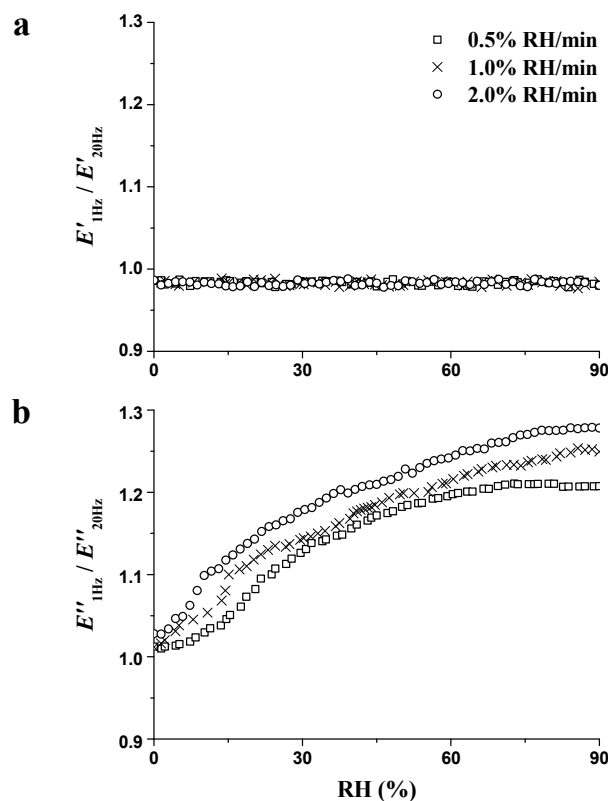 a
1.3
0.5% RH/min
1.0% RH/min
2.0% RH/min
1.2
1.1
1.0
0.9
E'1Hz / E'20Hz
0 30 60 90
b
1.3
1.2
1.1
1.0
0.9
E''1Hz / E''20Hz
0 30 60 90
RH (%)